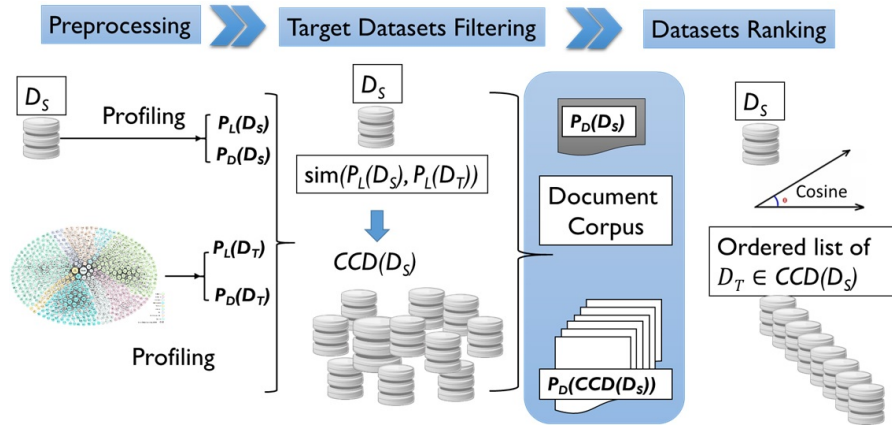 Preprocessing
Target Datasets Filtering
Datasets Ranking
D_S
Profiling
P_L(D_S)
P_D(D_S)
P_L(D_T)
P_D(D_T)
Profiling
D_S
sim(P_L(D_S), P_L(D_T))
CCD(D_S)
P_D(D_S)
Document
Corpus
P_D(CCD(D_S))
D_S
Cosine
θ
Ordered list of
D_T ∈ CCD(D_S)